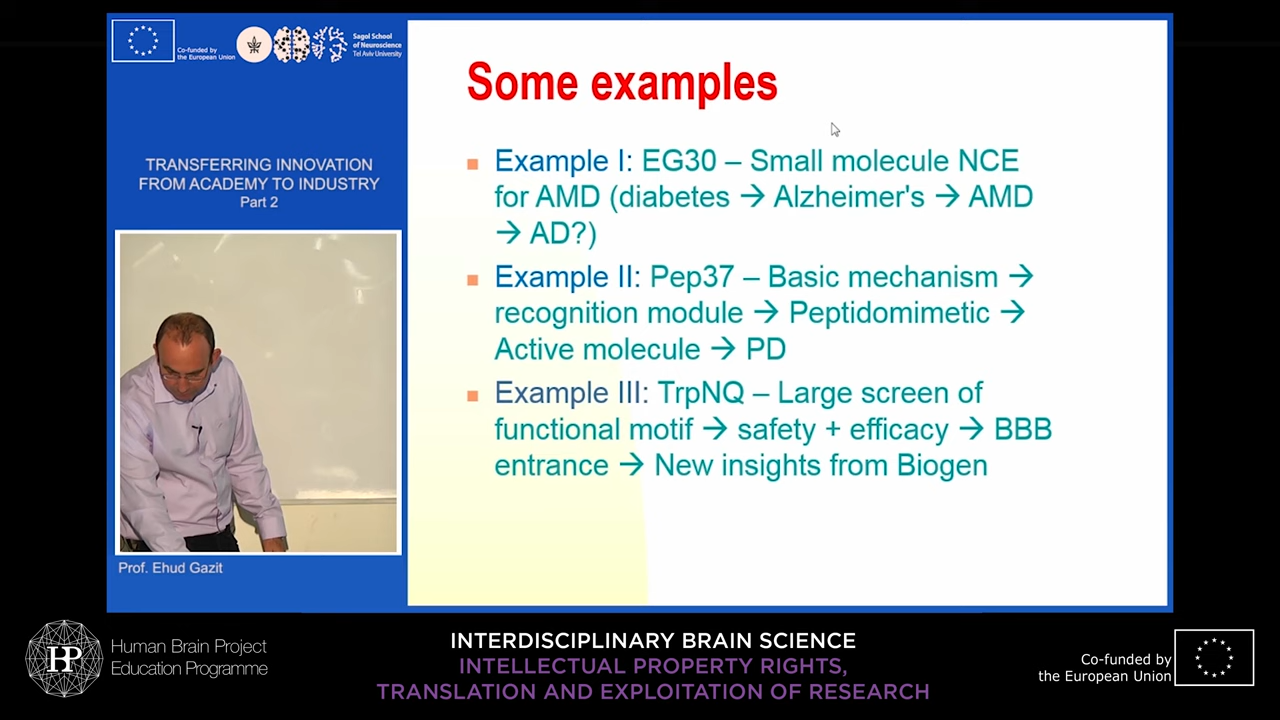 Co-funded by
the European Union
Sagol School
of Neuroscience
Tel Aviv University
TRANSFERRING INNOVATION
FROM ACADEMY TO INDUSTRY
Part 2
Prof. Ehud Gazit
Some examples
Example I: EG30 – Small molecule NCE
for AMD (diabetes → Alzheimer's → AMD
→ AD?)
Example II: Pep37 – Basic mechanism →
recognition module → Peptidomimetic →
Active molecule → PD
Example III: TrpNQ – Large screen of
functional motif → safety + efficacy → BBB
entrance → New insights from Biogen
HBP
Human Brain Project
Education Programme
INTERDISCIPLINARY BRAIN SCIENCE
INTELLECTUAL PROPERTY RIGHTS,
TRANSLATION AND EXPLOITATION OF RESEARCH
Co-funded by
the European Union